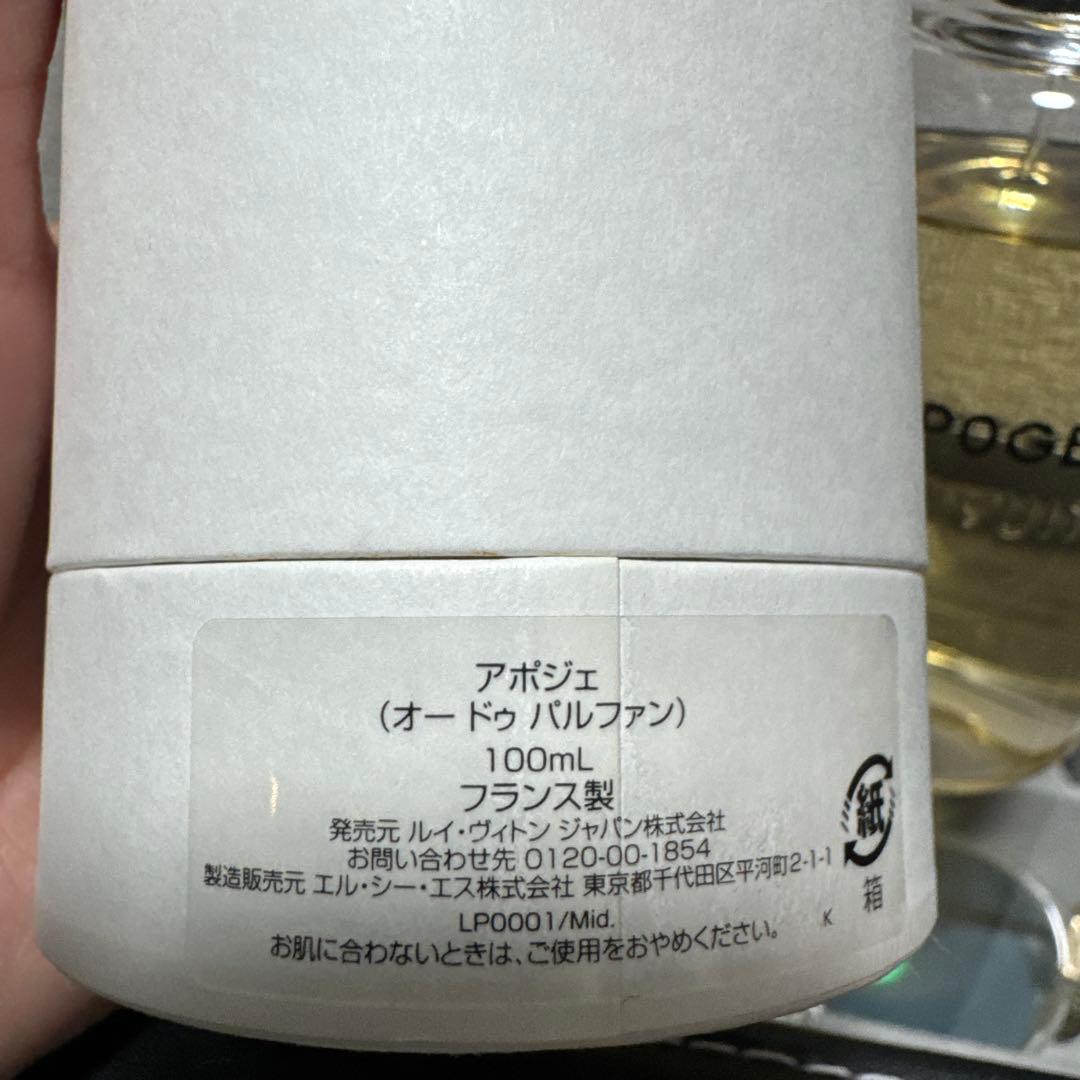 アポジェ
(オー ドゥ パルファン)
100mL
フランス製
発売元 ルイ・ヴィトン ジャパン株式会社
お問い合わせ先 0120-00-1854
製造販売元 エル・シー・エス株式会社 東京都千代田区平河町2-1-1
LP0001/Mid.
K
お肌に合わないときは、ご使用をおやめください。
紙
箱
POGE